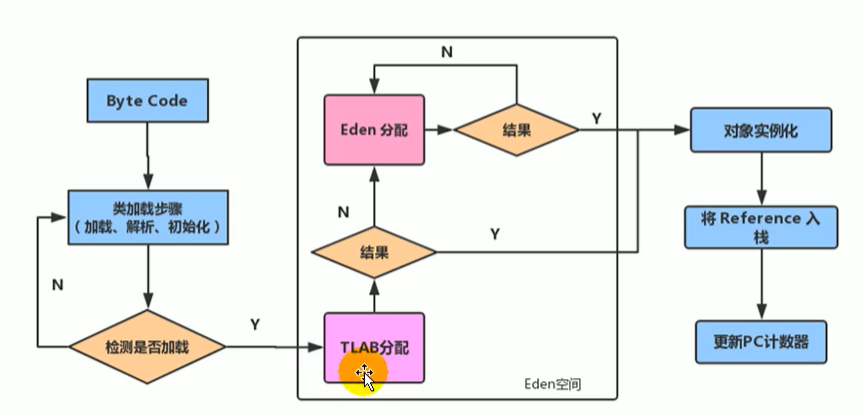 Byte Code
类加载步骤
（加载、解析、初始化）
N
检测是否加载
Y
N
Eden 分配
结果
Y
N
结果
Y
TLAB分配
Eden空间
对象实例化
将 Reference 入
栈
更新PC计数器